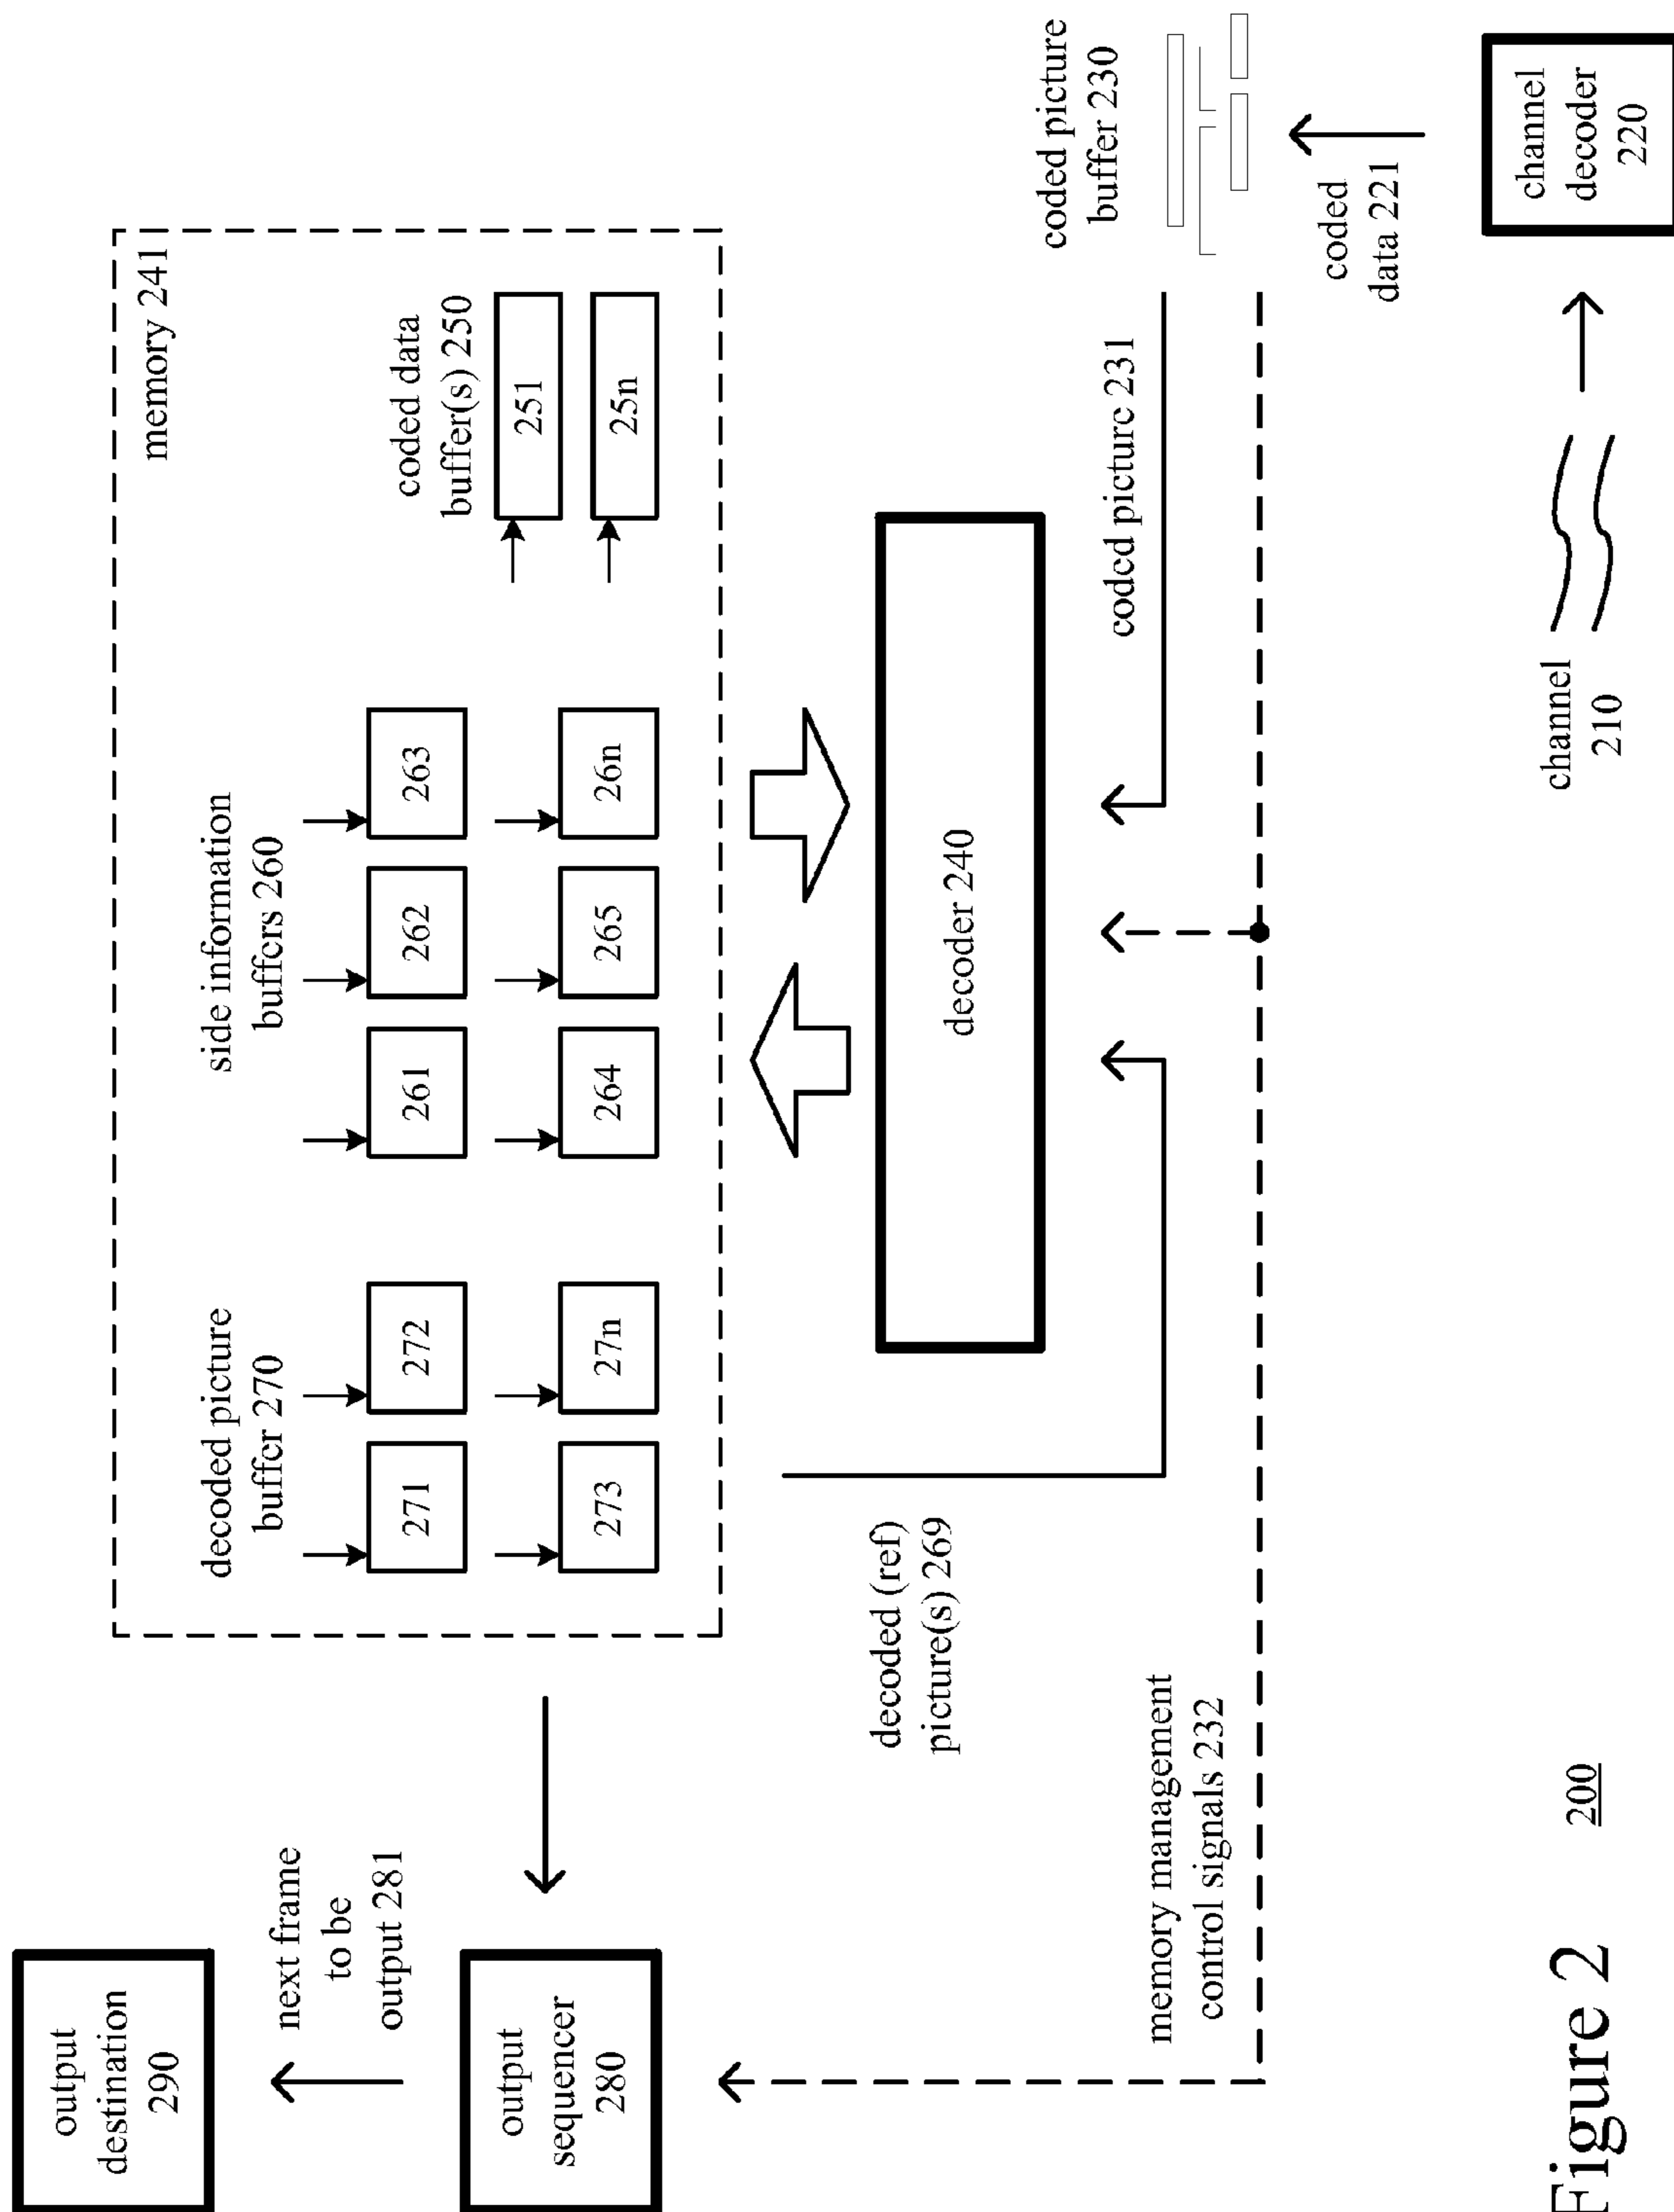 output
destination
290
next frame
to be
output 281
output
sequencer
280
memory 241
decoded picture
buffer 270
271
272
273
27n
side information
buffers 260
261
262
263
264
265
26n
coded data
buffer(s) 250
251
25n
decoder 240
decoded (ref)
picture(s) 269
memory management
control signals 232
coded picture 231
coded picture
buffer 230
coded
data 221
channel
210
channel
decoder
220
Figure 2
200